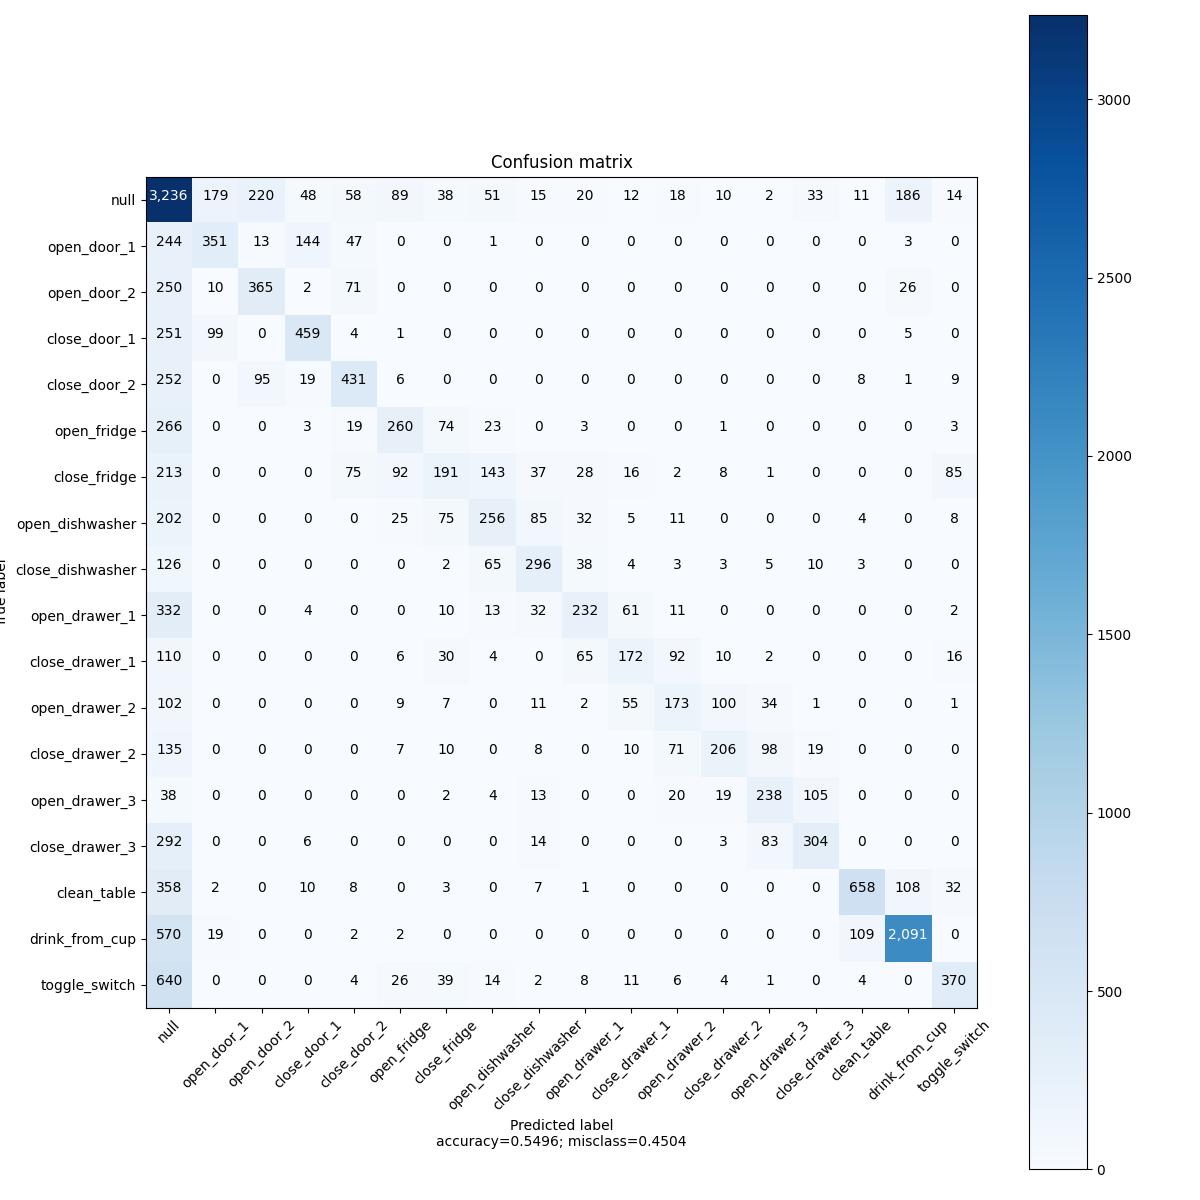 Confusion matrix
null 3,236 179 220 48 58 89 38 51 15 20 12 18 10 2 33 11 186 14
open_door_1 244 351 13 144 47 0 0 1 0 0 0 0 0 0 0 0 3 0
open_door_2 250 10 365 2 71 0 0 0 0 0 0 0 0 0 0 0 26 0
close_door_1 251 99 0 459 4 1 0 0 0 0 0 0 0 0 0 0 5 0
close_door_2 252 0 95 19 431 6 0 0 0 0 0 0 0 0 0 8 1 9
open_fridge 266 0 0 3 19 260 74 23 0 3 0 0 1 0 0 0 0 3
close_fridge 213 0 0 0 75 92 191 143 37 28 16 2 8 1 0 0 0 85
open_dishwasher 202 0 0 0 0 25 75 256 85 32 5 11 0 0 0 4 0 8
close_dishwasher 126 0 0 0 0 0 2 65 296 38 4 3 3 5 10 3 0 0
open_drawer_1 332 0 0 4 0 0 10 13 32 232 61 11 0 0 0 0 0 2
close_drawer_1 110 0 0 0 0 6 30 4 0 65 172 92 10 2 0 0 0 16
open_drawer_2 102 0 0 0 0 9 7 0 11 2 55 173 100 34 1 0 0 1
close_drawer_2 135 0 0 0 0 7 10 0 8 0 10 71 206 98 19 0 0 0
open_drawer_3 38 0 0 0 0 0 2 4 13 0 0 20 19 238 105 0 0 0
close_drawer_3 292 0 0 6 0 0 0 0 14 0 0 0 3 83 304 0 0 0
clean_table 358 2 0 10 8 0 3 0 7 1 0 0 0 0 0 658 108 32
drink_from_cup 570 19 0 0 2 2 0 0 0 0 0 0 0 0 0 109 2,091 0
toggle_switch 640 0 0 0 4 26 39 14 2 8 11 6 4 1 0 4 0 370
null open_door_1 open_door_2 close_door_1 close_door_2 open_fridge close_fridge open_dishwasher close_dishwasher open_drawer_1 close_drawer_1 open_drawer_2 close_drawer_2 open_drawer_3 close_drawer_3 clean_table drink_from_cup toggle_switch
Predicted label
accuracy=0.5496; misclass=0.4504
3000
2500
2000
1500
1000
500
0